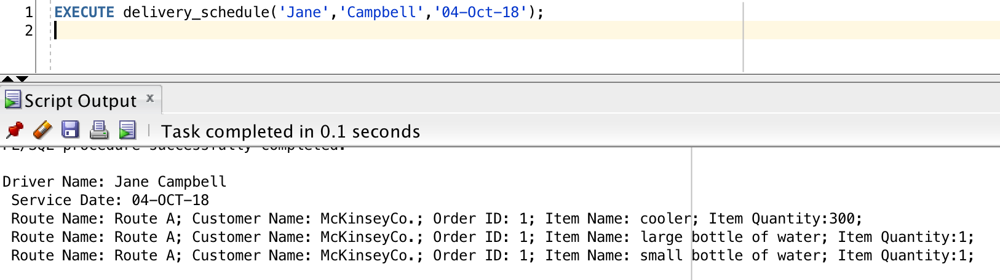 1 EXECUTE delivery_schedule('Jane','Campbell','04-Oct-18');
2
Script Output x
Task completed in 0.1 seconds
PL/SQL procedure successfully completed.
Driver Name: Jane Campbell
Service Date: 04-OCT-18
Route Name: Route A; Customer Name: McKinseyCo.; Order ID: 1; Item Name: cooler; Item Quantity:300;
Route Name: Route A; Customer Name: McKinseyCo.; Order ID: 1; Item Name: large bottle of water; Item Quantity:1;
Route Name: Route A; Customer Name: McKinseyCo.; Order ID: 1; Item Name: small bottle of water; Item Quantity:1;